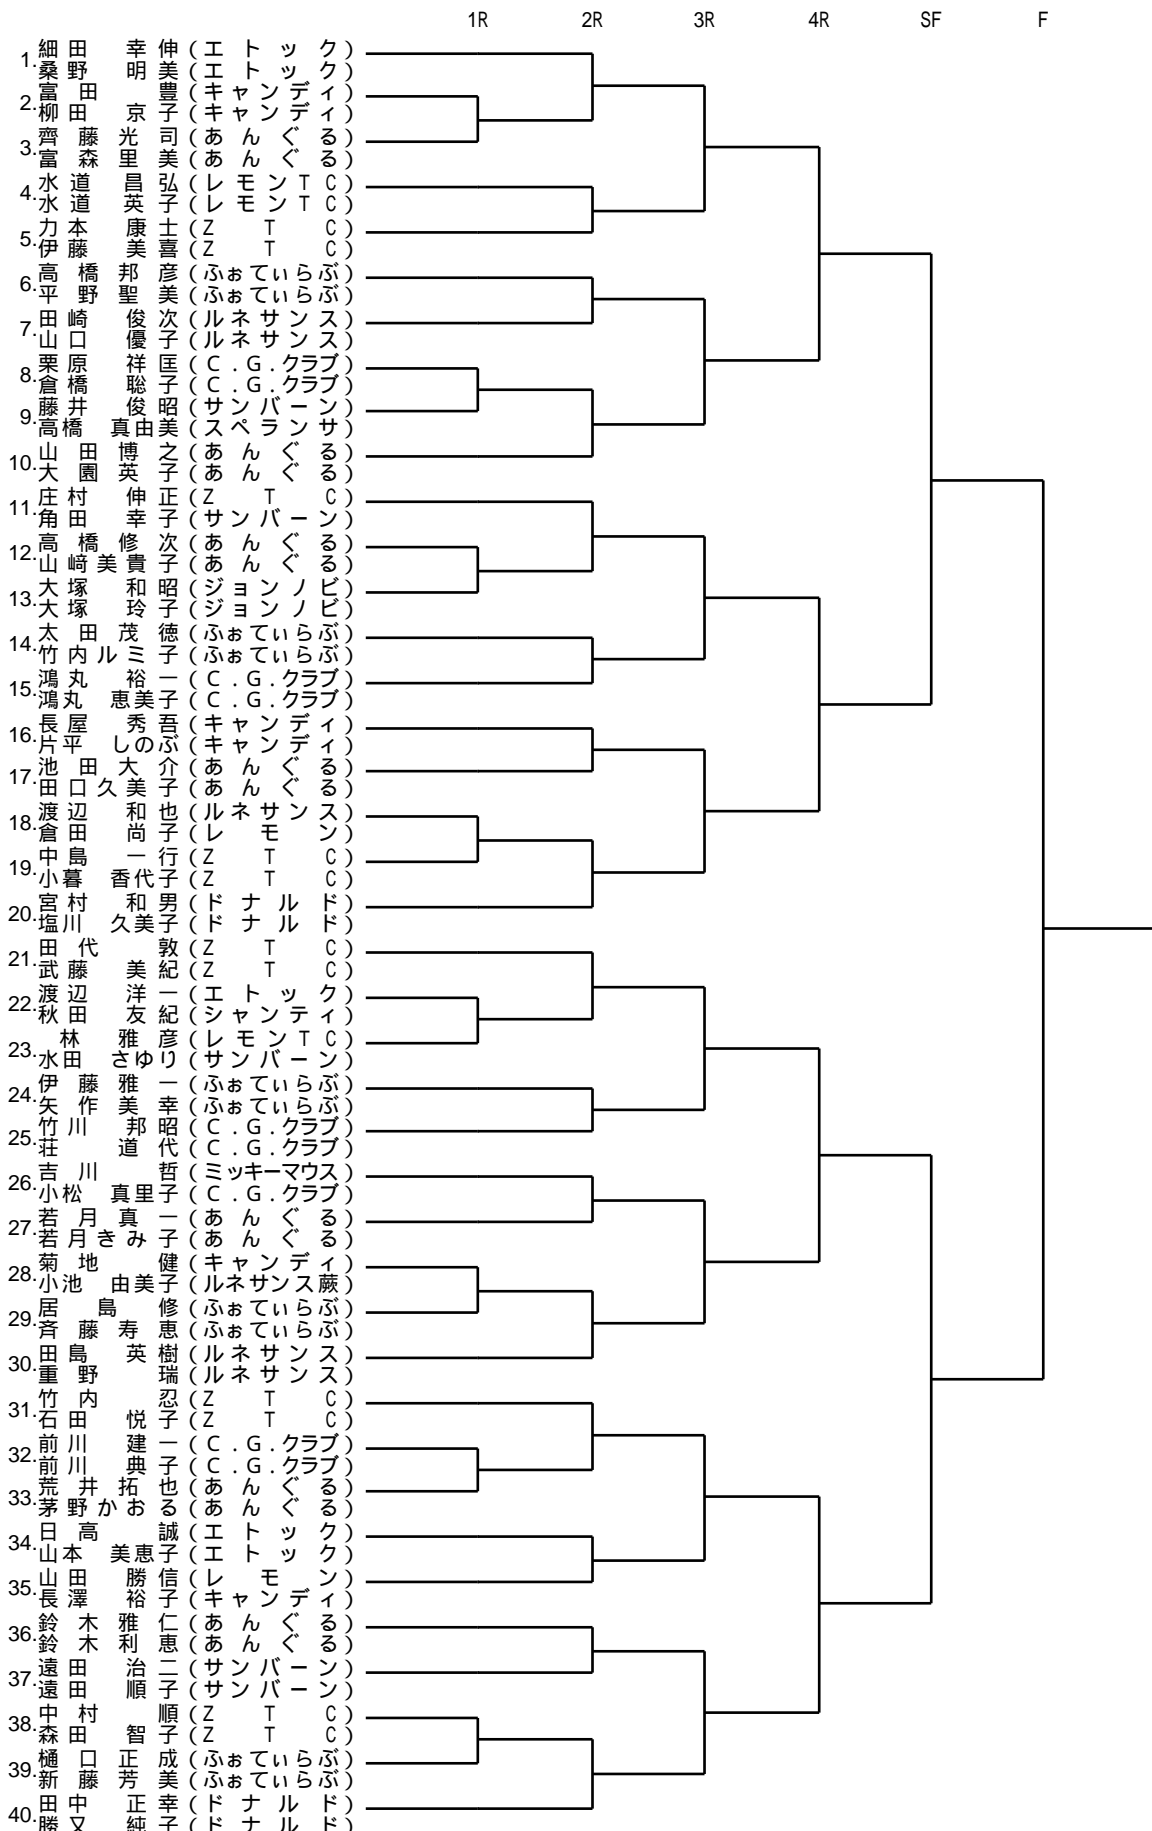 1R 2R 3R 4R SF F
1. 細田 幸伸(エトック)
桑野 明美(エトック)
2. 富田 豊(キャンディ)
柳田 京子(キャンディ)
3. 齊藤光司(あんぐる)
富森里美(あんぐる)
4. 水道 昌弘(レモンTC)
水道 英子(レモンTC)
5. 力本 康士(Z T C)
伊藤 美喜(Z T C)
6. 高橋邦彦(ふぉてぃらぶ)
平野聖美(ふぉてぃらぶ)
7. 田崎 俊次(ルネサンス)
山口 優子(ルネサンス)
8. 栗原 祥匡(C.G.クラブ)
倉橋 聡子(C.G.クラブ)
9. 藤井 俊昭(サンバーン)
高橋 真由美(スペランサ)
10. 山田博之(あんぐる)
大園英子(あんぐる)
11. 庄村 伸正(Z T C)
角田 幸子(サンバーン)
12. 高橋修次(あんぐる)
山﨑美貴子(あんぐる)
13. 大塚 和昭(ジョンノビ)
大塚 玲子(ジョンノビ)
14. 太田茂徳(ふぉてぃらぶ)
竹内ルミ子(ふぉてぃらぶ)
15. 鴻丸 裕一(C.G.クラブ)
鴻丸 恵美子(C.G.クラブ)
16. 長屋 秀吾(キャンディ)
片平 しのぶ(キャンディ)
17. 池田大介(あんぐる)
田口久美子(あんぐる)
18. 渡辺 和也(ルネサンス)
倉田 尚子(レモン)
19. 中島 一行(Z T C)
小暮 香代子(Z T C)
20. 宮村 和男(ドナルド)
塩川 久美子(ドナルド)
21. 田代 敦(Z T C)
武藤 美紀(Z T C)
22. 渡辺 洋一(エトック)
秋田 友紀(シャンティ)
23. 林 雅彦(レモンTC)
水田 さゆり(サンバーン)
24. 伊藤雅一(ふぉてぃらぶ)
矢作美幸(ふぉてぃらぶ)
25. 竹川 邦昭(C.G.クラブ)
荘 道代(C.G.クラブ)
26. 吉川 哲(ミッキーマウス)
小松 真里子(C.G.クラブ)
27. 若月真一(あんぐる)
若月きみ子(あんぐる)
28. 菊地 健(キャンディ)
小池 由美子(ルネサンス蕨)
29. 居島 修(ふぉてぃらぶ)
斉藤寿恵(ふぉてぃらぶ)
30. 田島 英樹(ルネサンス)
重野 瑞(ルネサンス)
31. 竹内 忍(Z T C)
石田 悦子(Z T C)
32. 前川 建一(C.G.クラブ)
前川 典子(C.G.クラブ)
33. 荒井拓也(あんぐる)
茅野かおる(あんぐる)
34. 日高 誠(エトック)
山本 美恵子(エトック)
35. 山田 勝信(レモン)
長澤 裕子(キャンディ)
36. 鈴木雅仁(あんぐる)
鈴木利恵(あんぐる)
37. 遠田 治二(サンバーン)
遠田 順子(サンバーン)
38. 中村 順(Z T C)
森田 智子(Z T C)
39. 樋口正成(ふぉてぃらぶ)
新藤芳美(ふぉてぃらぶ)
40. 田中 正幸(ドナルド)
勝又 純子(ドナルド)